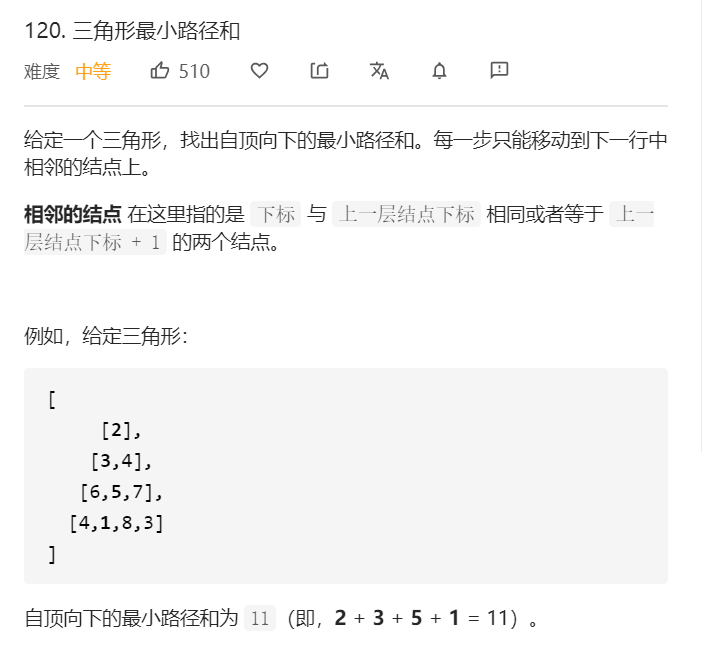 120. 三角形最小路径和
难度 中等 510
给定一个三角形，找出自顶向下的最小路径和。每一步只能移动到下一行中
相邻的结点上。
相邻的结点 在这里指的是 下标 与 上一层结点下标 相同或者等于 上一
层结点下标 + 1 的两个结点。
例如，给定三角形：
[
[2],
[3,4],
[6,5,7],
[4,1,8,3]
]
自顶向下的最小路径和为 11（即，2 + 3 + 5 + 1 = 11）。